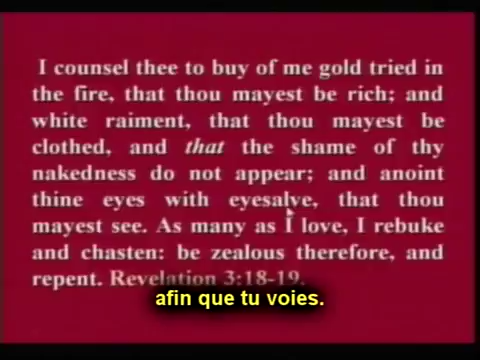 I counsel thee to buy of me gold tried in
the fire, that thou mayest be rich; and
white raiment, that thou mayest be
clothed, and that the shame of thy
nakedness do not appear; and anoint
thine eyes with eyesalve, that thou
mayest see. As many as I love, I rebuke
and chasten: be zealous therefore, and
repent. Revelation 3:18-19.
afin que tu voies.